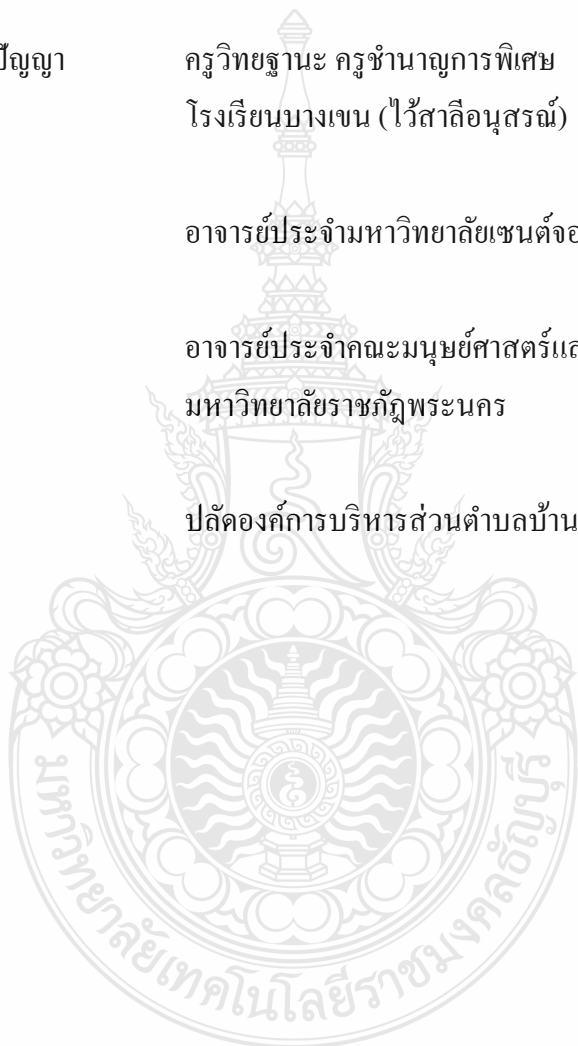 ปัญญา ครูวิทยฐานะ ครูชำนาญการพิเศษ
โรงเรียนบางเขน (ไว้สาลีอนุสรณ์)
อาจารย์ประจำมหาวิทยาลัยเซนต์จอ
อาจารย์ประจำคณะมนุษย์ศาสตร์แล
มหาวิทยาลัยราชภัฏพระนคร
ปลัดองค์การบริหารส่วนตำบลบ้าน
มหาวิทยาลัยเทคโนโลยีราชมงคลธัญบุรี